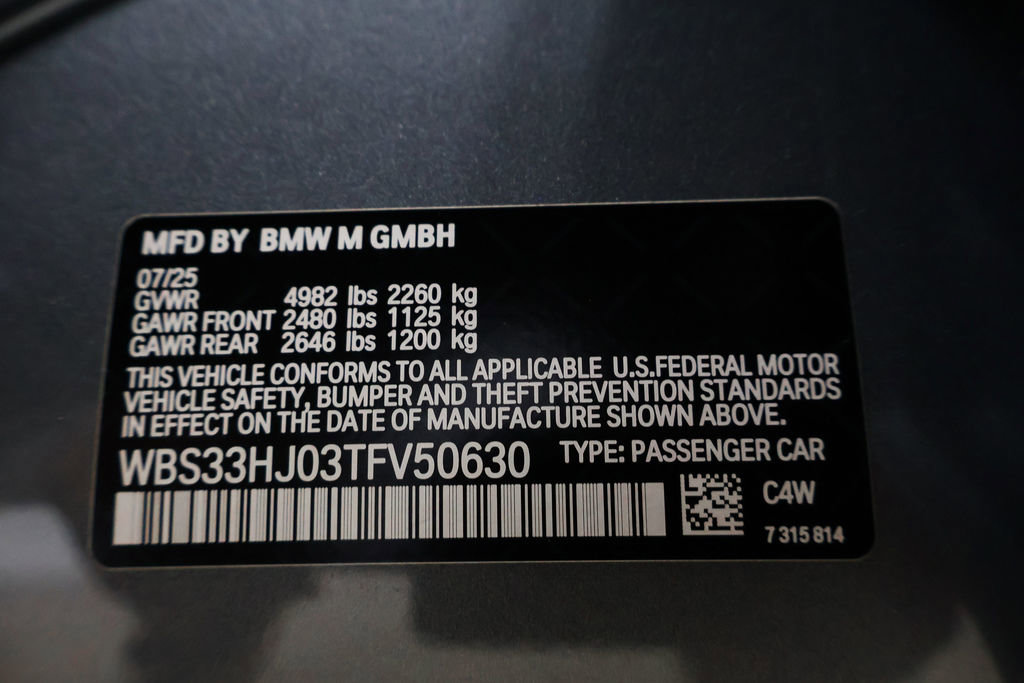 MFD BY BMW M GMBH
07/25
GVWR 4982 lbs 2260 kg
GAWR FRONT 2480 lbs 1125 kg
GAWR REAR 2646 lbs 1200 kg
THIS VEHICLE CONFORMS TO ALL APPLICABLE U.S.FEDERAL MOTOR
VEHICLE SAFETY, BUMPER AND THEFT PREVENTION STANDARDS
IN EFFECT ON THE DATE OF MANUFACTURE SHOWN ABOVE.
WBS33HJ03TFV50630 TYPE: PASSENGER CAR
C4W
7 315 814